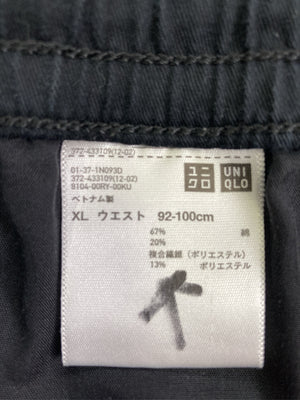 372-433109(12-02)
01-37-1N093D
372-433109(12-02)
8104-00RY-00KU
ベトナム製
ユニ
クロ
UNI
QLO
XL ウエスト 92-100cm
67% 綿
20%
複合繊維(ポリエステル)
13% ポリエステル